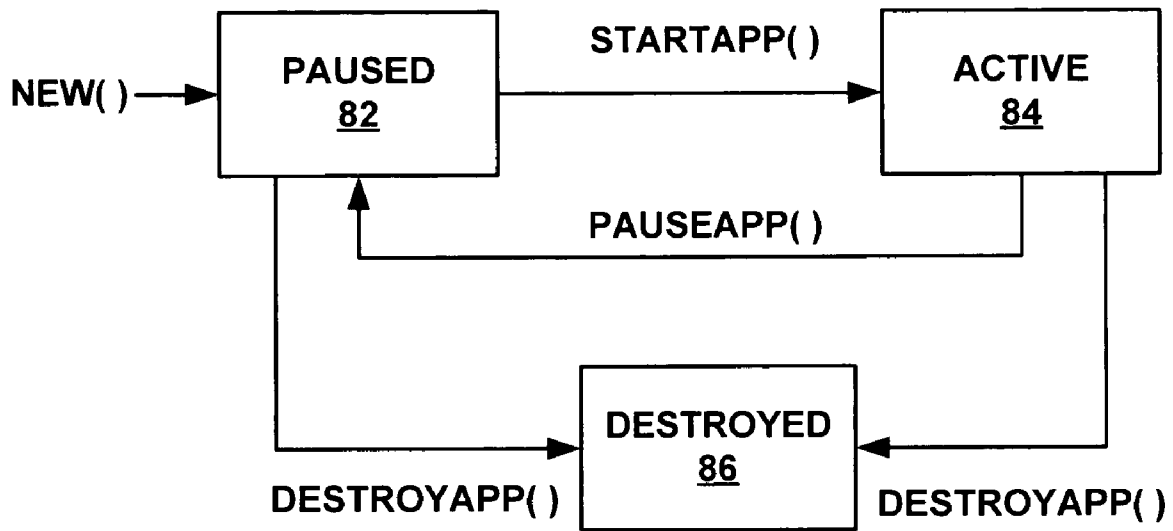 NEW( )
PAUSED
82
STARTAPP( )
ACTIVE
84
PAUSEAPP( )
DESTROYED
86
DESTROYAPP( )
DESTROYAPP( )